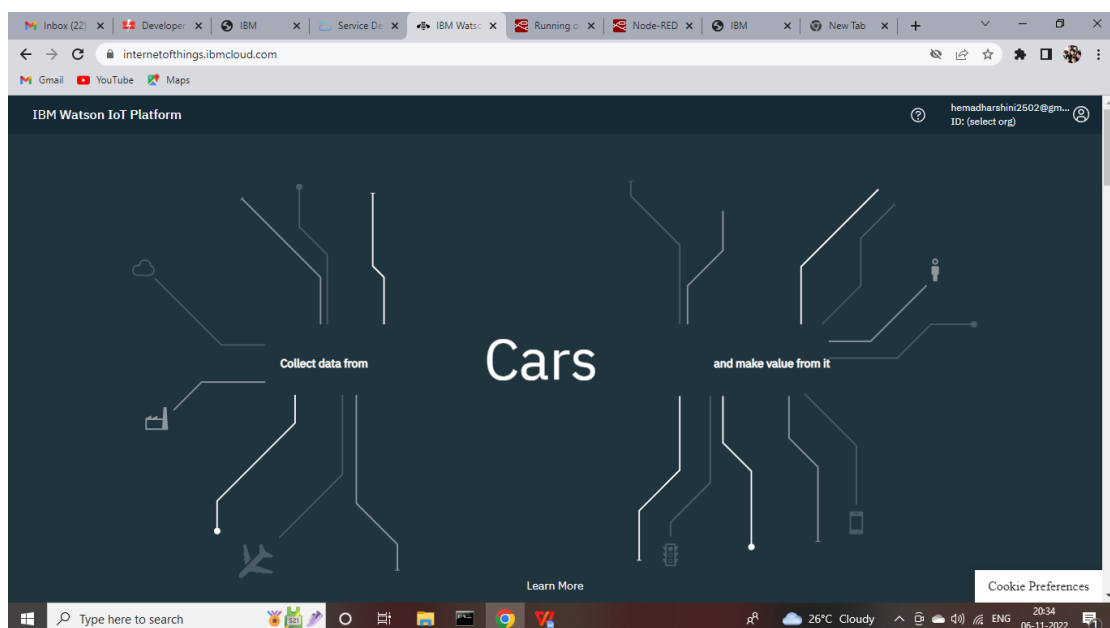 Inbox (22)
Developer
IBM
Service De
IBM Watso
Running o
Node-RED
IBM
New Tab
internetofthings.ibmcloud.com
Gmail
YouTube
Maps
IBM Watson IoT Platform
hemadharshini2502@gm...
ID: (select org)
Collect data from
Cars
and make value from it
Learn More
Cookie Preferences
Type here to search
26°C Cloudy
ENG
20:34
06-11-2022